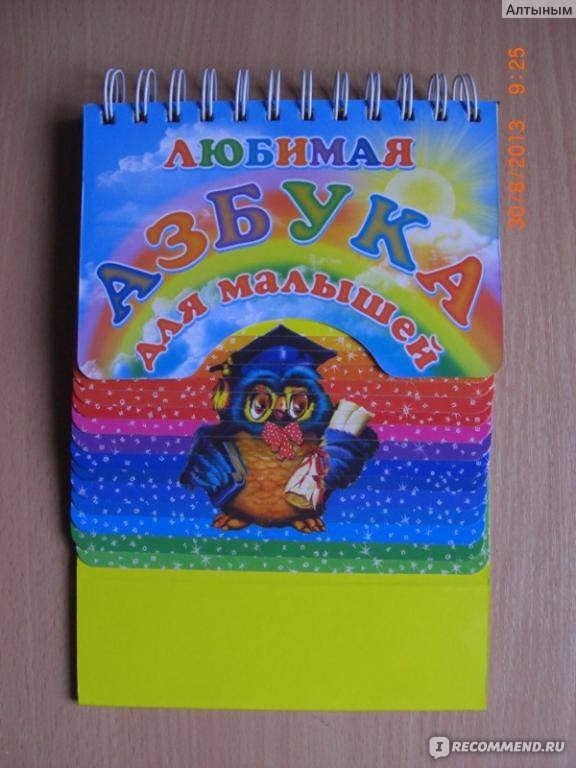 Алтыным
30/8/2013 9:25
ЛЮБИМАЯ
АЗБУКА
для малышей
I RECOMMEND.RU